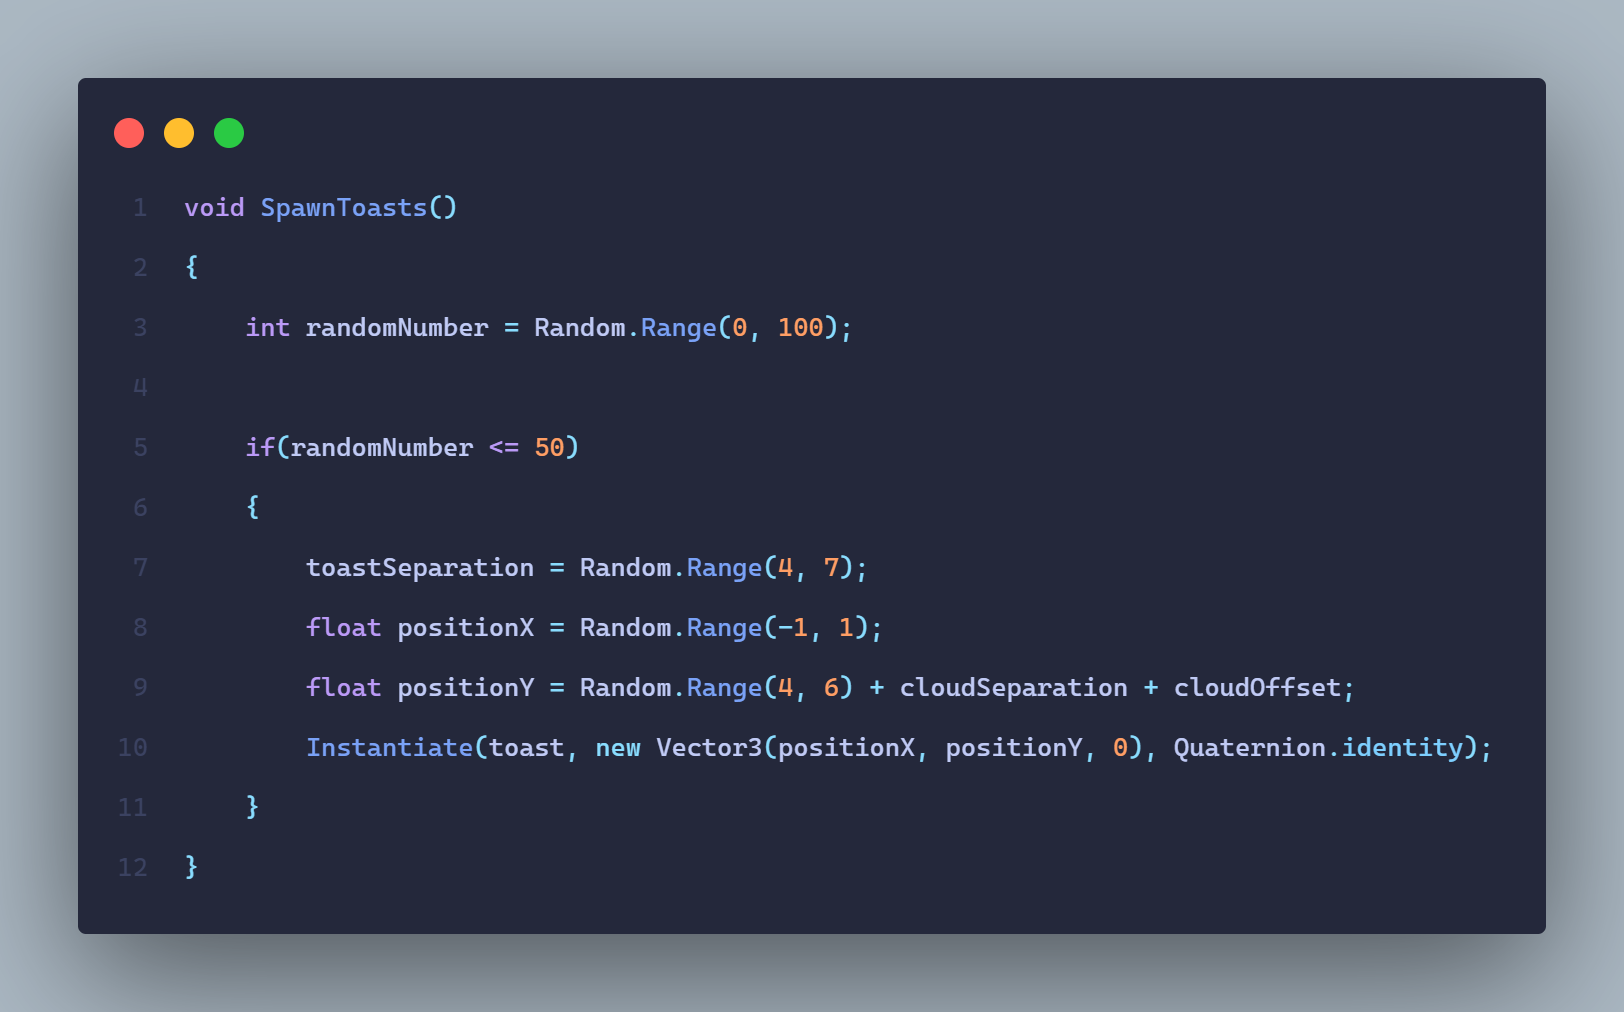 1 void SpawnToasts()
2 {
3     int randomNumber = Random.Range(0, 100);
4
5     if(randomNumber <= 50)
6     {
7         toastSeparation = Random.Range(4, 7);
8         float positionX = Random.Range(-1, 1);
9         float positionY = Random.Range(4, 6) + cloudSeparation + cloudOffset;
10         Instantiate(toast, new Vector3(positionX, positionY, 0), Quaternion.identity);
11     }
12 }